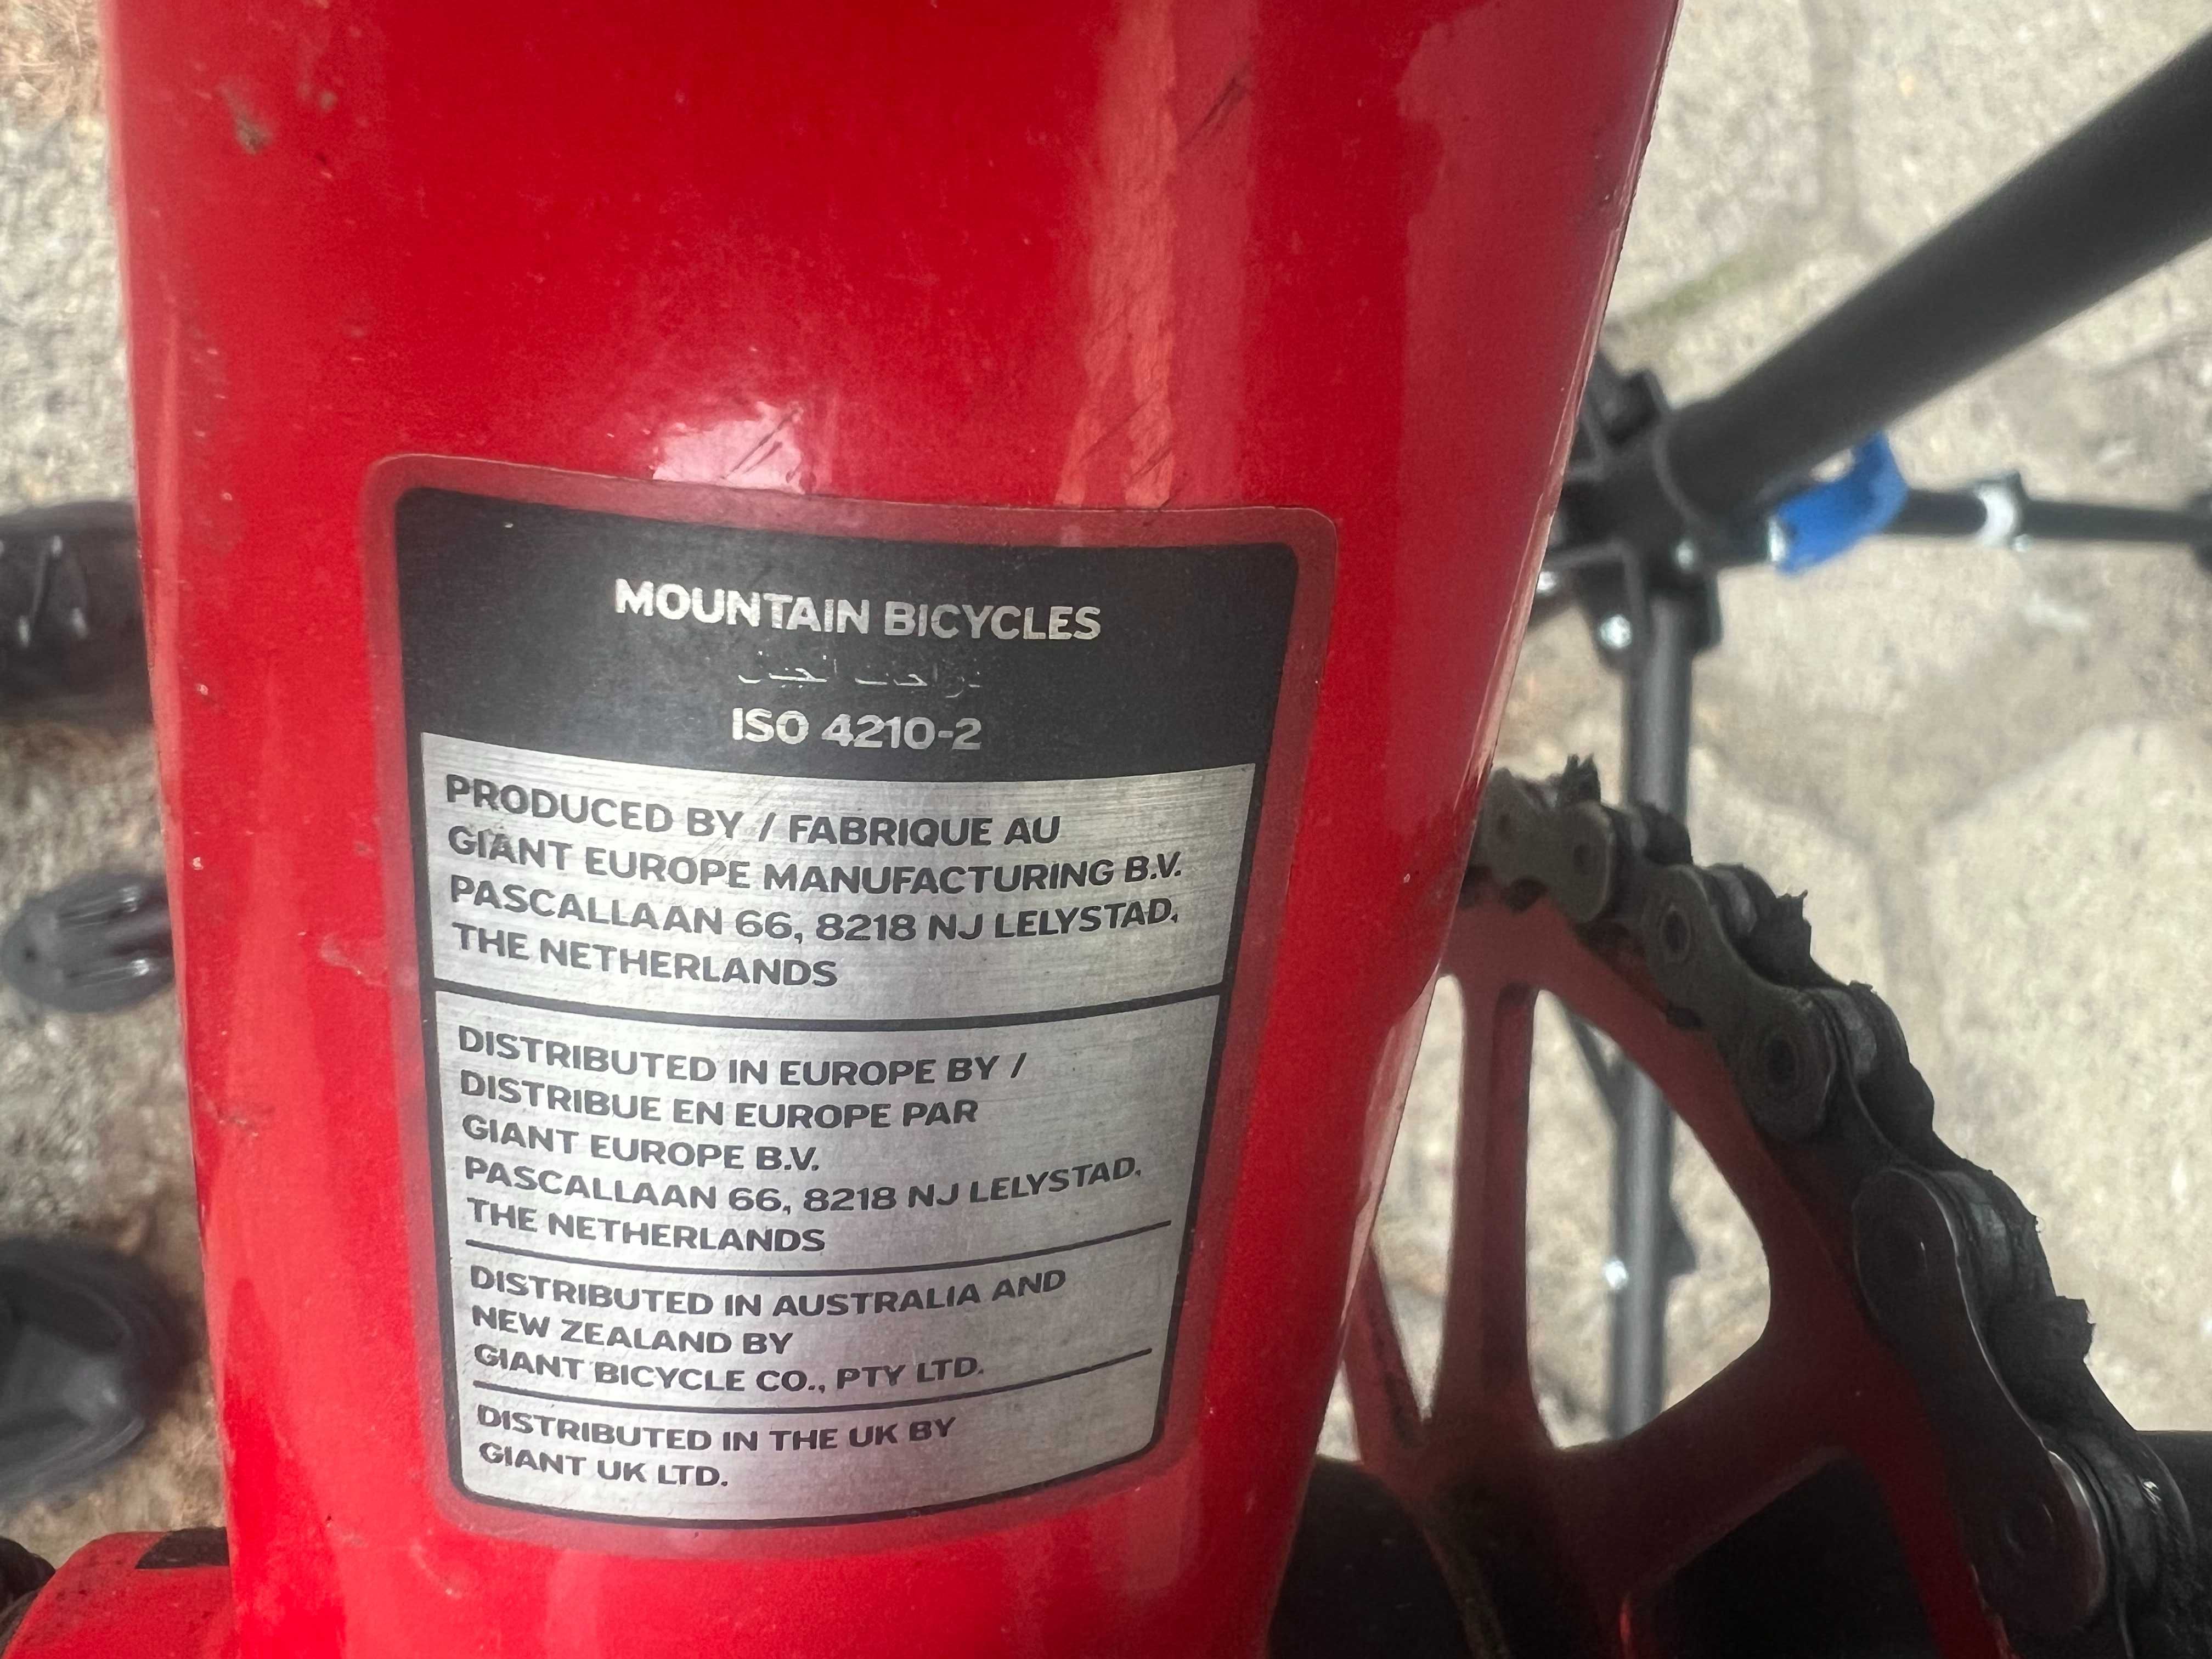 MOUNTAIN BICYCLES
ISO 4210-2
PRODUCED BY / FABRIQUE AU
GIANT EUROPE MANUFACTURING B.V.
PASCALLAAN 66, 8218 NJ LELYSTAD,
THE NETHERLANDS
DISTRIBUTED IN EUROPE BY /
DISTRIBUE EN EUROPE PAR
GIANT EUROPE B.V.
PASCALLAAN 66, 8218 NJ LELYSTAD,
THE NETHERLANDS
DISTRIBUTED IN AUSTRALIA AND
NEW ZEALAND BY
GIANT BICYCLE CO., PTY LTD.
DISTRIBUTED IN THE UK BY
GIANT UK LTD.